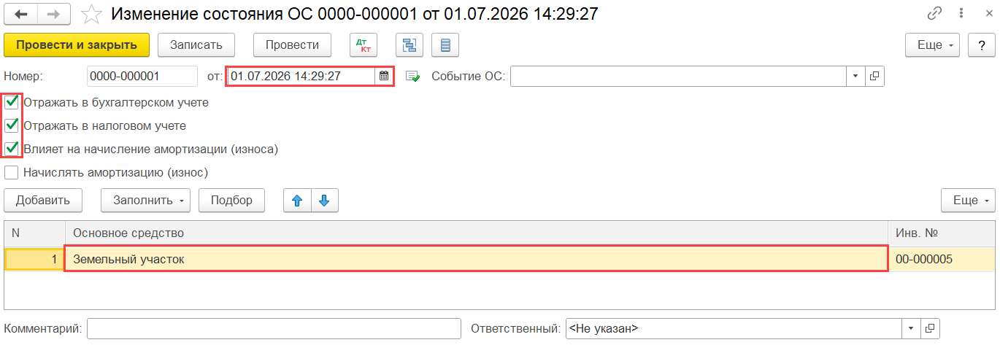 Изменение состояния ОС 0000-000001 от 01.07.2026 14:29:27
Провести и закрыть Записать Провести Дт Кт Еще ?
Номер: 0000-000001 от: 01.07.2026 14:29:27 Событие ОС:
Отражать в бухгалтерском учете
Отражать в налоговом учете
Влияет на начисление амортизации (износа)
Начислять амортизацию (износ)
Добавить Заполнить Подбор Еще
N Основное средство Инв. №
1 Земельный участок 00-000005
Комментарий: Ответственный: <Не указан>